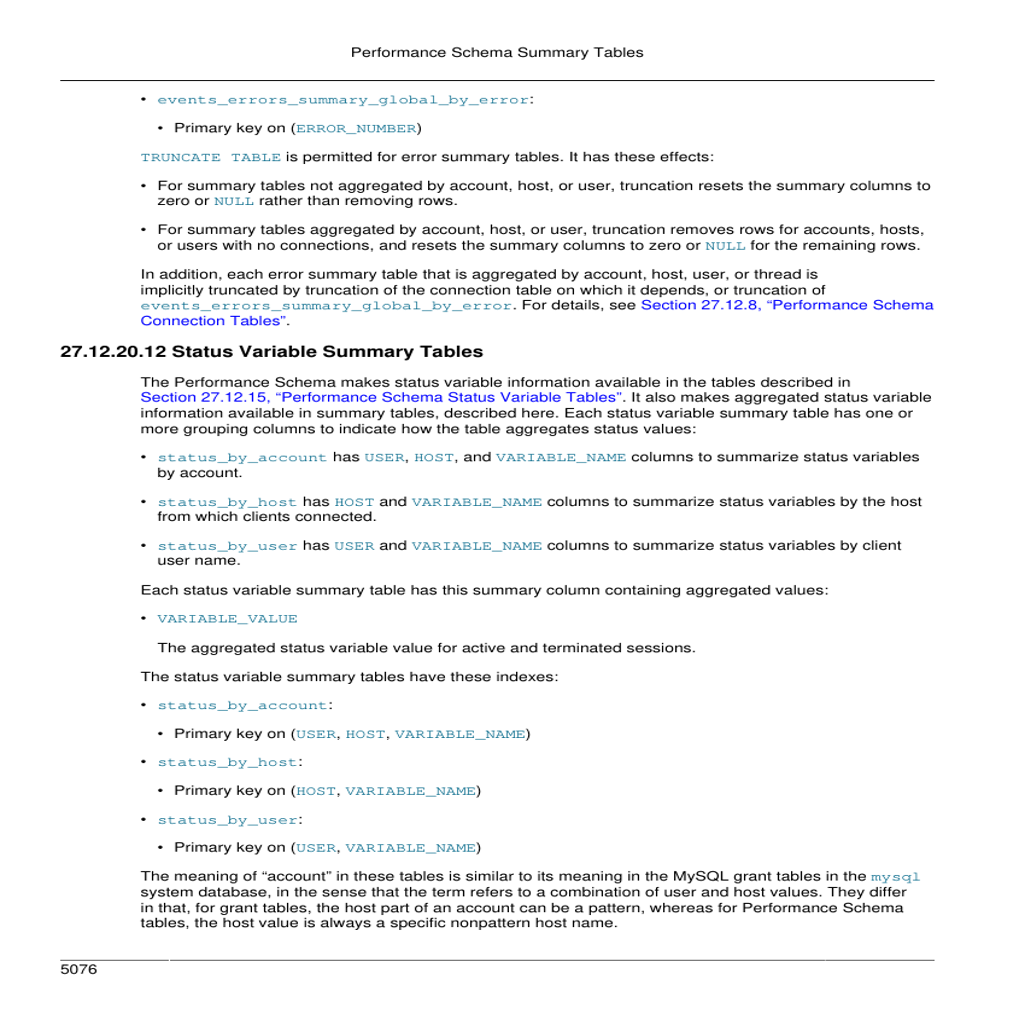 Performance Schema Summary Tables
• events_errors_summary_global_by_error:
• Primary key on (ERROR_NUMBER)
TRUNCATE TABLE is permitted for error summary tables. It has these effects:
• For summary tables not aggregated by account, host, or user, truncation resets the summary columns to
zero or NULL rather than removing rows.
• For summary tables aggregated by account, host, or user, truncation removes rows for accounts, hosts,
or users with no connections, and resets the summary columns to zero or NULL for the remaining rows.
In addition, each error summary table that is aggregated by account, host, user, or thread is
implicitly truncated by truncation of the connection table on which it depends, or truncation of
events_errors_summary_global_by_error. For details, see Section 27.12.8, “Performance Schema
Connection Tables”.
27.12.20.12 Status Variable Summary Tables
The Performance Schema makes status variable information available in the tables described in
Section 27.12.15, “Performance Schema Status Variable Tables”. It also makes aggregated status variable
information available in summary tables, described here. Each status variable summary table has one or
more grouping columns to indicate how the table aggregates status values:
• status_by_account has USER, HOST, and VARIABLE_NAME columns to summarize status variables
by account.
• status_by_host has HOST and VARIABLE_NAME columns to summarize status variables by the host
from which clients connected.
• status_by_user has USER and VARIABLE_NAME columns to summarize status variables by client
user name.
Each status variable summary table has this summary column containing aggregated values:
• VARIABLE_VALUE
The aggregated status variable value for active and terminated sessions.
The status variable summary tables have these indexes:
• status_by_account:
• Primary key on (USER, HOST, VARIABLE_NAME)
• status_by_host:
• Primary key on (HOST, VARIABLE_NAME)
• status_by_user:
• Primary key on (USER, VARIABLE_NAME)
The meaning of “account” in these tables is similar to its meaning in the MySQL grant tables in the mysql
system database, in the sense that the term refers to a combination of user and host values. They differ
in that, for grant tables, the host part of an account can be a pattern, whereas for Performance Schema
tables, the host value is always a specific nonpattern host name.
5076